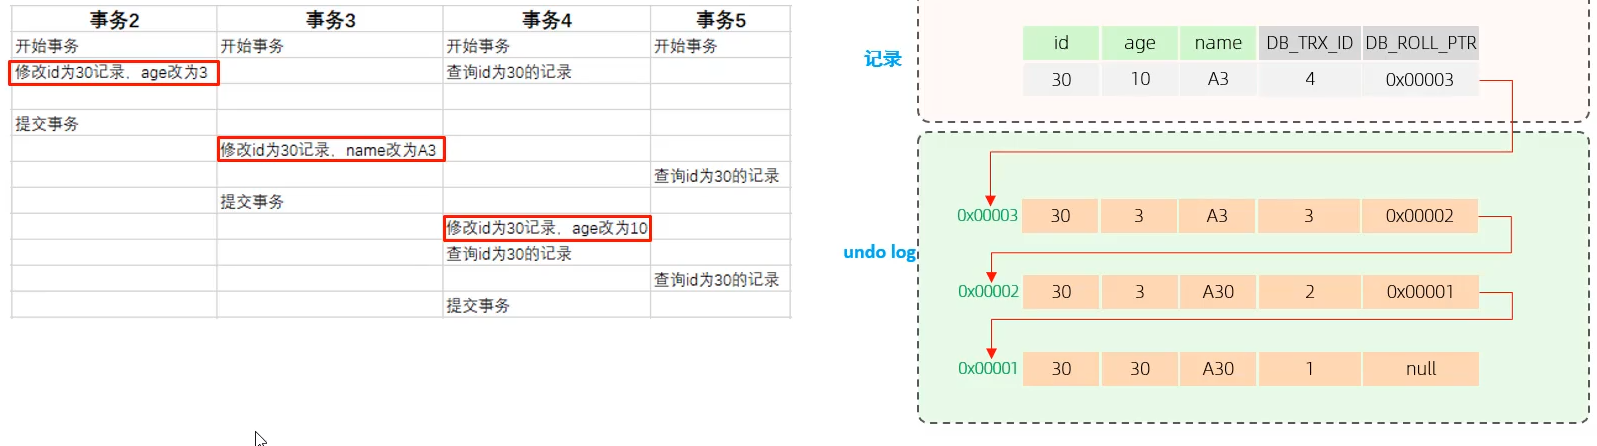 事务2 事务3 事务4 事务5
开始事务 开始事务 开始事务 开始事务
修改id为30记录，age改为3 查询id为30的记录
提交事务
修改id为30记录，name改为A3
查询id为30的记录
提交事务
修改id为30记录，age改为10
查询id为30的记录
查询id为30的记录
提交事务
记录
id age name DB_TRX_ID DB_ROLL_PTR
30 10 A3 4 0x00003
undo log
0x00003 30 3 A3 3 0x00002
0x00002 30 3 A30 2 0x00001
0x00001 30 30 A30 1 null